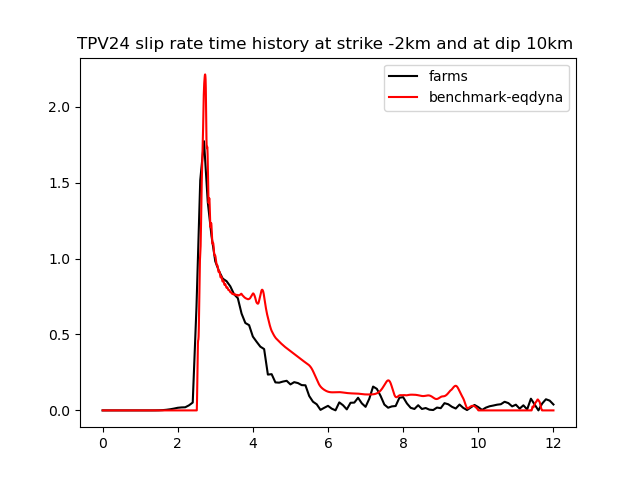 TPV24 slip rate time history at strike -2km and at dip 10km
farms
benchmark-eqdyna
2.0
1.5
1.0
0.5
0.0
0 2 4 6 8 10 12